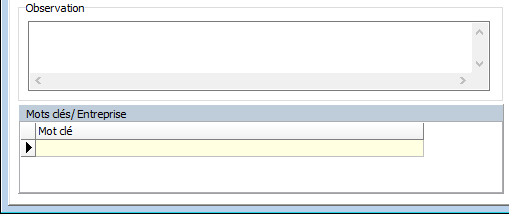 Observation
Mots clés/ Entreprise
Mot clé